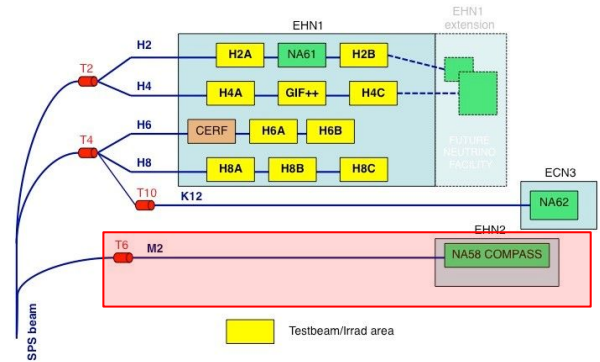 EHN1
EHN1
extension
H2
H2A
NA61
H2B
T2
H4
H4A
GIF++
H4C
H6
CERF
H6A
H6B
T4
H8
H8A
H8B
H8C
FUTURE
NEUTRINO
FACILITY
T10
K12
ECN3
NA62
EHN2
T6
M2
NA58 COMPASS
SPS beam
Testbeam/Irrad area